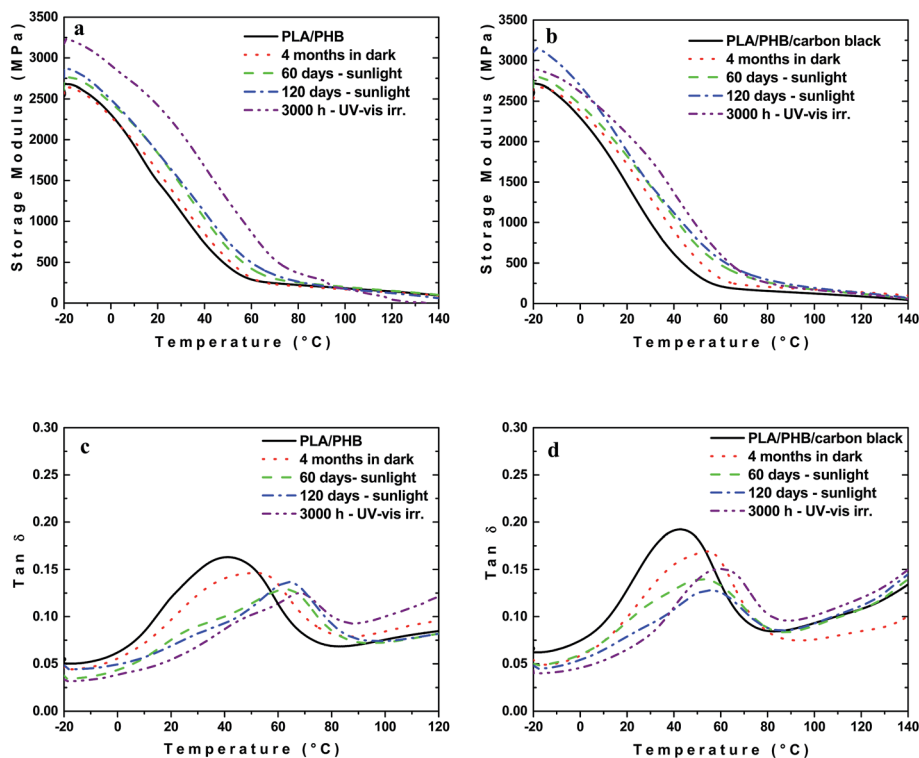 a
PLA/PHB
4 months in dark
60 days - sunlight
120 days - sunlight
3000 h - UV-vis irr.
3500
3000
2500
2000
1500
1000
500
0
Storage Modulus (MPa)
-20 0 20 40 60 80 100 120 140
Temperature (°C)
b
PLA/PHB/carbon black
4 months in dark
60 days - sunlight
120 days - sunlight
3000 h - UV-vis irr.
3500
3000
2500
2000
1500
1000
500
0
Storage Modulus (MPa)
-20 0 20 40 60 80 100 120 140
Temperature (°C)
c
PLA/PHB
4 months in dark
60 days- sunlight
120 days - sunlight
3000 h - UV-vis irr.
0.30
0.25
0.20
0.15
0.10
0.05
0.00
Tan δ
-20 0 20 40 60 80 100 120
Temperature (°C)
d
PLA/PHB/carbon black
4 months in dark
60 days - sunlight
120 days - sunlight
3000 h - UV-vis irr.
0.30
0.25
0.20
0.15
0.10
0.05
0.00
Tan δ
-20 0 20 40 60 80 100 120 140
Temperature (°C)